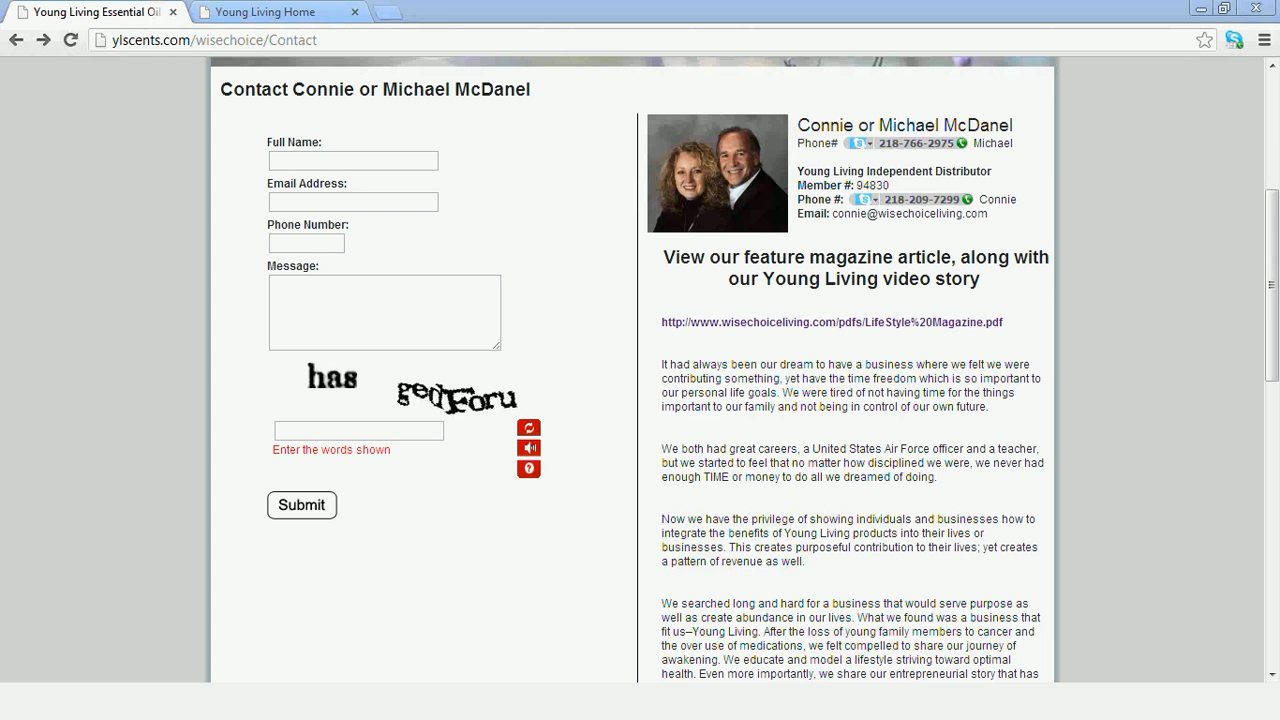 Young Living Essential Oil
Young Living Home
ylscents.com/wisechoice/Contact
Contact Connie or Michael McDanel
Full Name:
Email Address:
Phone Number:
Message:
has gedForu
Enter the words shown
Submit
Connie or Michael McDanel
Phone# 218-766-2975 Michael
Young Living Independent Distributor
Member #: 94830
Phone #: 218-209-7299 Connie
Email: connie@wisechoiceliving.com
View our feature magazine article, along with
our Young Living video story
http://www.wisechoiceliving.com/pdfs/LifeStyle%20Magazine.pdf
It had always been our dream to have a business where we felt we were
contributing something, yet have the time freedom which is so important to
our personal life goals. We were tired of not having time for the things
important to our family and not being in control of our own future.
We both had great careers, a United States Air Force officer and a teacher,
but we started to feel that no matter how disciplined we were, we never had
enough TIME or money to do all we dreamed of doing.
Now we have the privilege of showing individuals and businesses how to
integrate the benefits of Young Living products into their lives or
businesses. This creates purposeful contribution to their lives; yet creates
a pattern of revenue as well.
We searched long and hard for a business that would serve purpose as
well as create abundance in our lives. What we found was a business that
fit us–Young Living. After the loss of young family members to cancer and
the over use of medications, we felt compelled to share our journey of
awakening. We educate and model a lifestyle striving toward optimal
health. Even more importantly, we share our entrepreneurial story that has